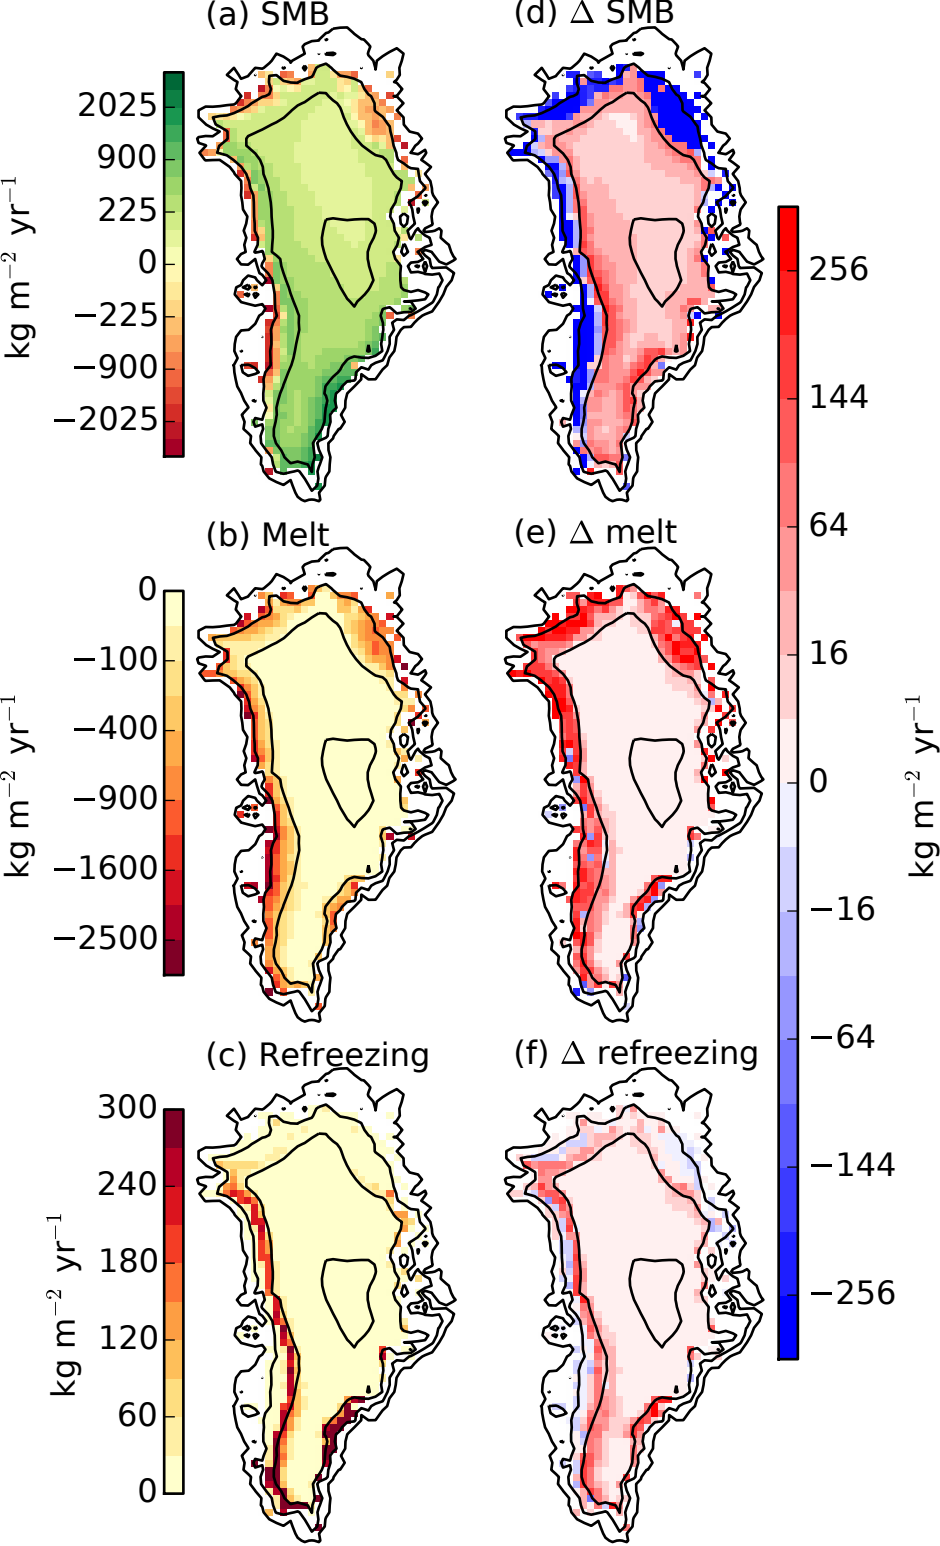 (a) SMB
(d) Δ SMB
2025
900
225
0
−225
−900
−2025
kg m−2 yr−1
(b) Melt
(e) Δ melt
0
−100
−400
−900
−1600
−2500
kg m−2 yr−1
256
144
64
16
0
−16
−64
−144
−256
kg m−2 yr−1
(c) Refreezing
(f) Δ refreezing
300
240
180
120
60
0
kg m−2 yr−1